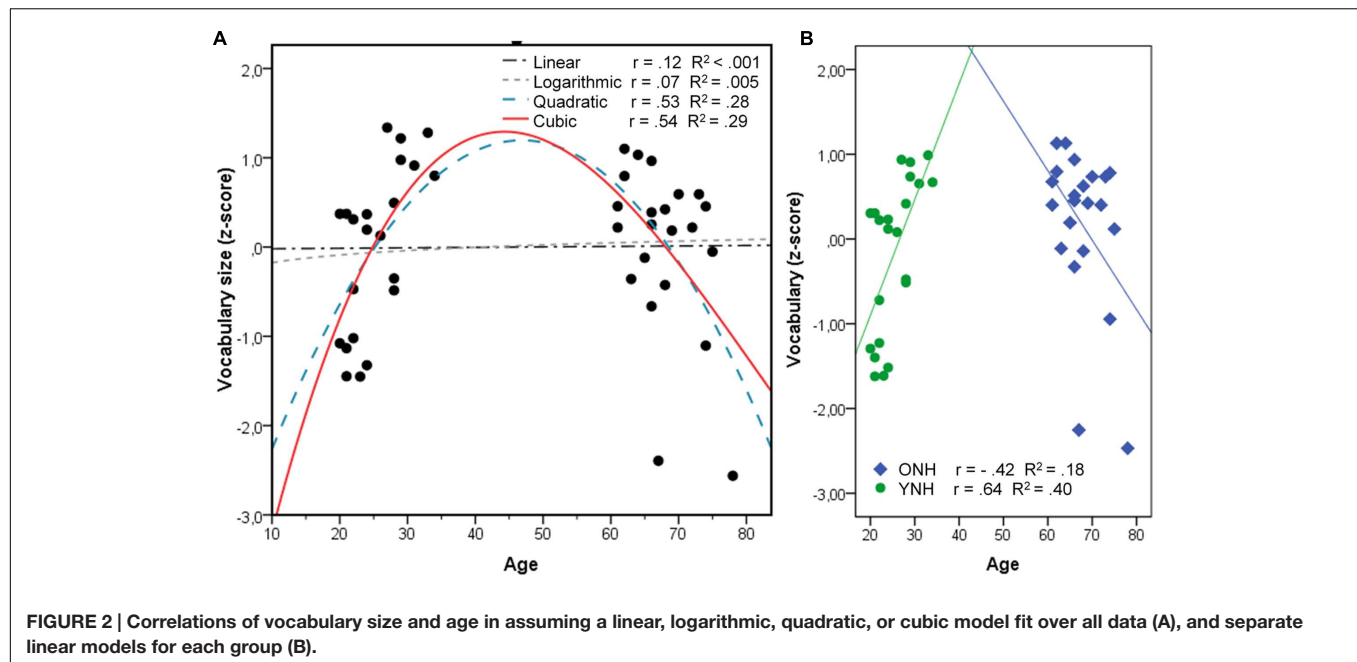 A
2,0
1,0
,0
-1,0
-2,0
-3,0
Vocabulary size (z-score)
Linear r = .12 R² < .001
Logarithmic r = .07 R² = .005
Quadratic r = .53 R² = .28
Cubic r = .54 R² = .29
10 20 30 40 50 60 70 80
Age
B
2,00
1,00
,00
-1,00
-2,00
-3,00
Vocabulary (z-score)
ONH r = - .42 R² = .18
YNH r = .64 R² = .40
20 30 40 50 60 70 80
Age
FIGURE 2 | Correlations of vocabulary size and age in assuming a linear, logarithmic, quadratic, or cubic model fit over all data (A), and separate
linear models for each group (B).